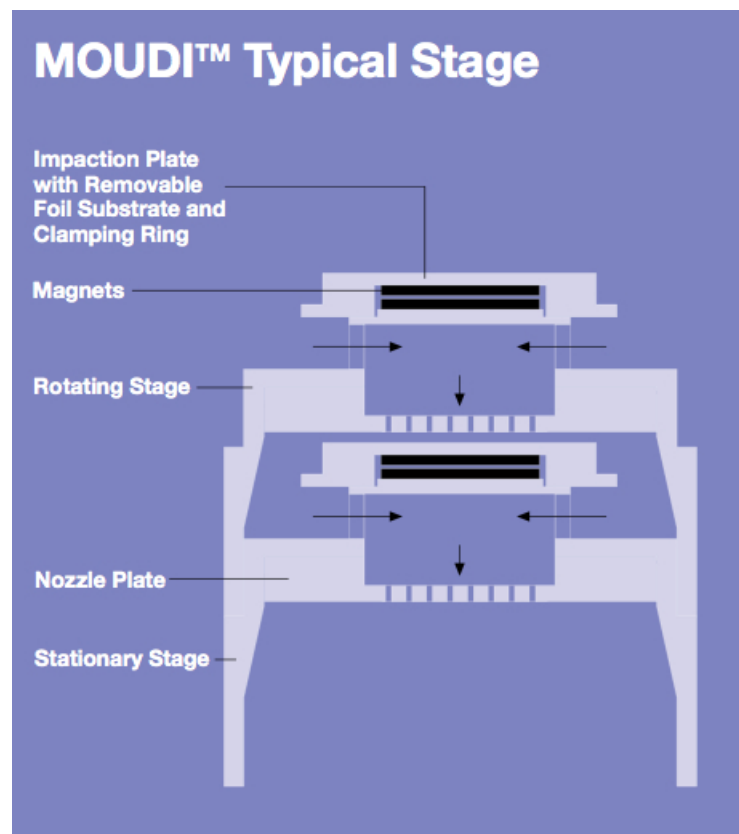 MOUDI™ Typical Stage
Impaction Plate
with Removable
Foil Substrate and
Clamping Ring
Magnets
Rotating Stage
Nozzle Plate
Stationary Stage